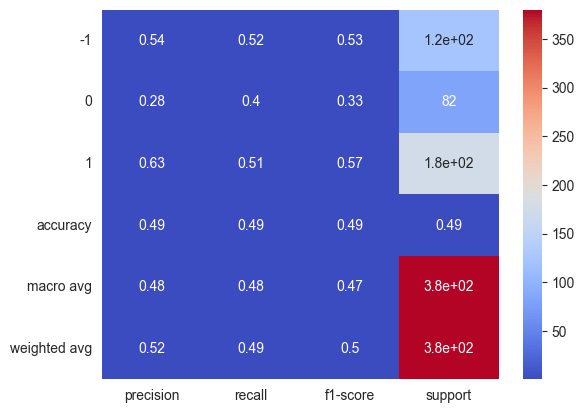 -1 0.54 0.52 0.53 1.2e+02
0 0.28 0.4 0.33 82
1 0.63 0.51 0.57 1.8e+02
accuracy 0.49 0.49 0.49 0.49
macro avg 0.48 0.48 0.47 3.8e+02
weighted avg 0.52 0.49 0.5 3.8e+02
precision recall f1-score support
350
300
250
200
150
100
50